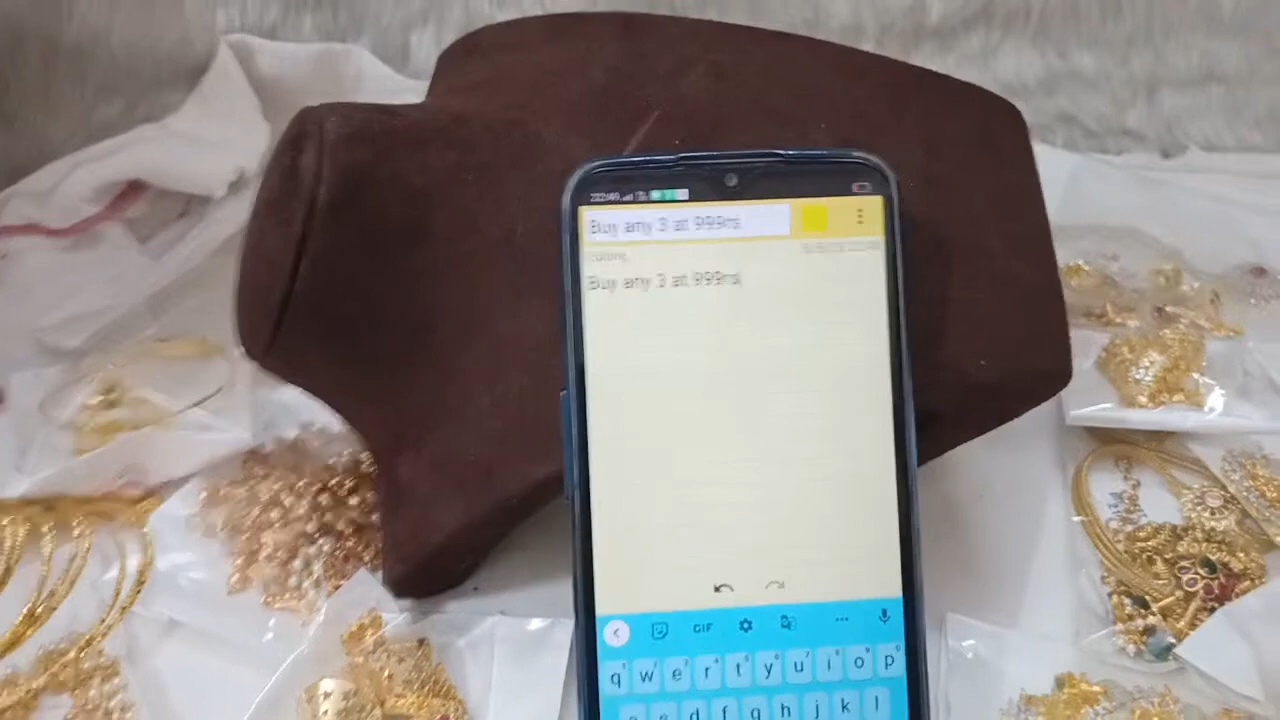 Buy any 3 at 999rs
Buy any 3 at 999rs
GIF
q w e r t y u i o p
a s d f g h j k l